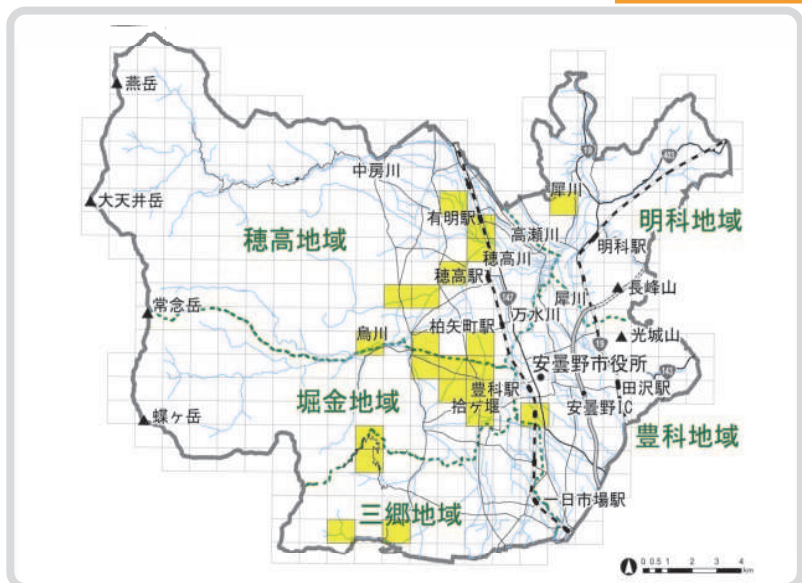 燕岳
19
403
中房川
犀川
大天井岳
有明駅
明科地域
高瀬川
穂高地域
明科駅
穂高川
穂高駅
長峰山
147
犀川
常念岳
万水川
柏矢町駅
烏川
19
光城山
安曇野市役所
143
豊科駅
田沢駅
堀金地域
安曇野IC
拾ヶ堰
蝶ヶ岳
豊科地域
一日市場駅
三郷地域
0 0.5 1 2 3 4
km